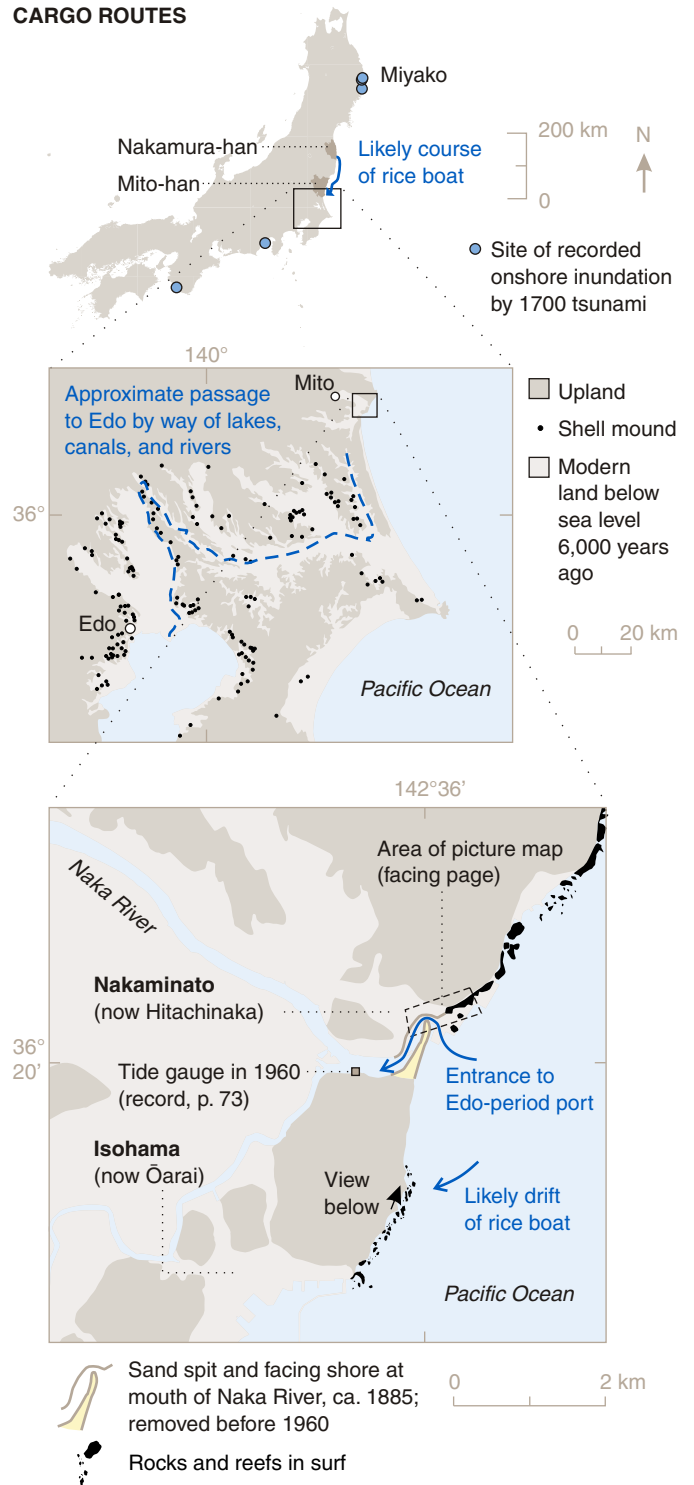 CARGO ROUTES
Miyako
Nakamura-han
Mito-han
Likely course
of rice boat
200 km
0
N
Site of recorded
onshore inundation
by 1700 tsunami
140°
Approximate passage
to Edo by way of lakes,
canals, and rivers
Mito
36°
Edo
Pacific Ocean
Upland
Shell mound
Modern
land below
sea level
6,000 years
ago
0 20 km
142°36'
Area of picture map
(facing page)
Naka River
Nakaminato
(now Hitachinaka)
36°
20'
Tide gauge in 1960
(record, p. 73)
Entrance to
Edo-period port
Isohama
(now Ōarai)
View
below
Likely drift
of rice boat
Pacific Ocean
Sand spit and facing shore at
mouth of Naka River, ca. 1885;
removed before 1960
0 2 km
Rocks and reefs in surf